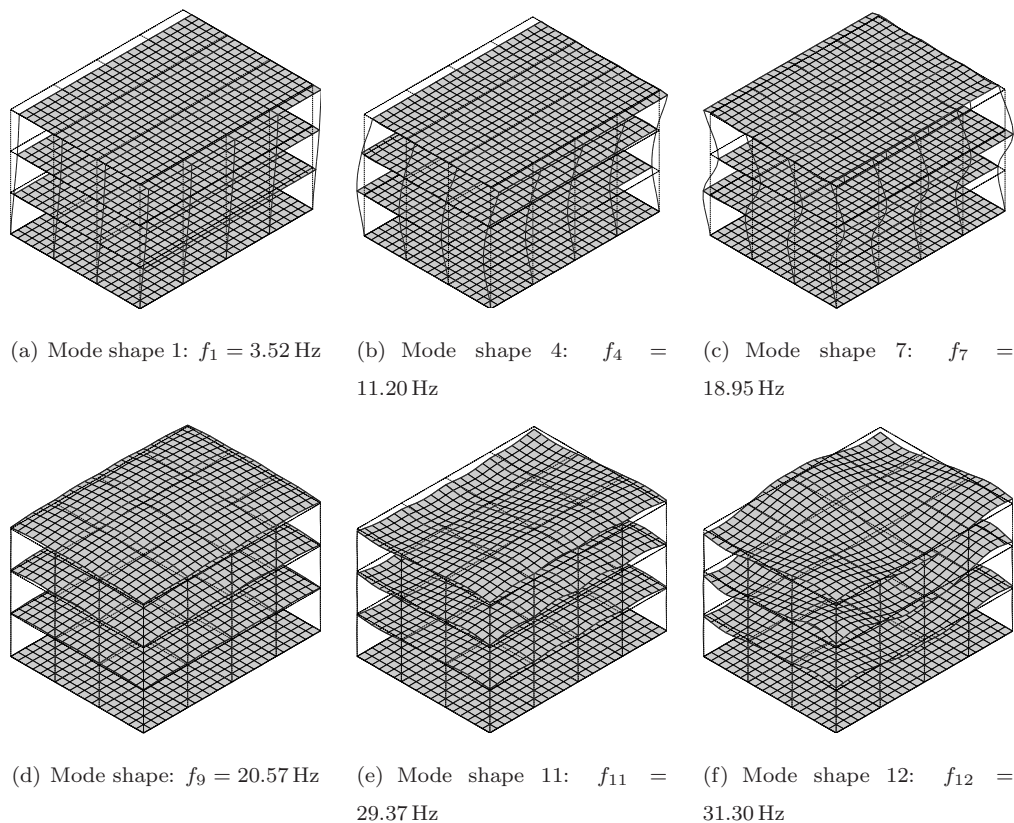 (a) Mode shape 1: f₁ = 3.52 Hz
(b) Mode shape 4: f₄ =
11.20 Hz
(c) Mode shape 7: f₇ =
18.95 Hz
(d) Mode shape: f₉ = 20.57 Hz
(e) Mode shape 11: f₁₁ =
29.37 Hz
(f) Mode shape 12: f₁₂ =
31.30 Hz